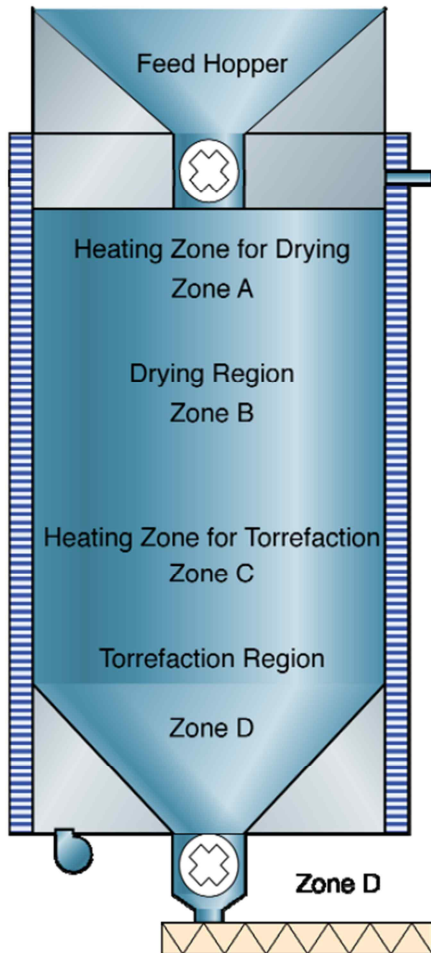 Feed Hopper
Heating Zone for Drying
Zone A
Drying Region
Zone B
Heating Zone for Torrefaction
Zone C
Torrefaction Region
Zone D
Zone D